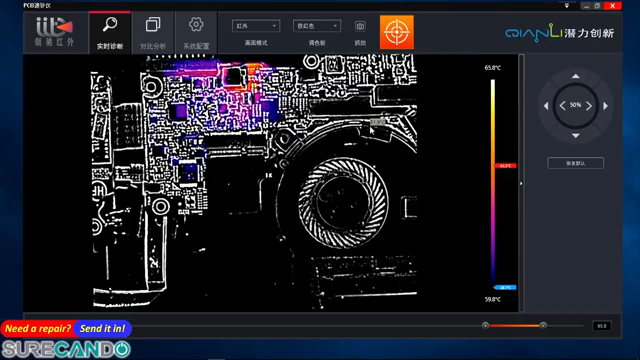 PCB速诊仪
iit
飙驰红外
实时诊断
对比分析
系统配置
红外
画面模式
铁红色
调色板
抓拍
QIANLI潜力创新
65.8℃
59.8℃
50%
恢复默认
65.8
Need a repair? Send it in!
SURECANDO